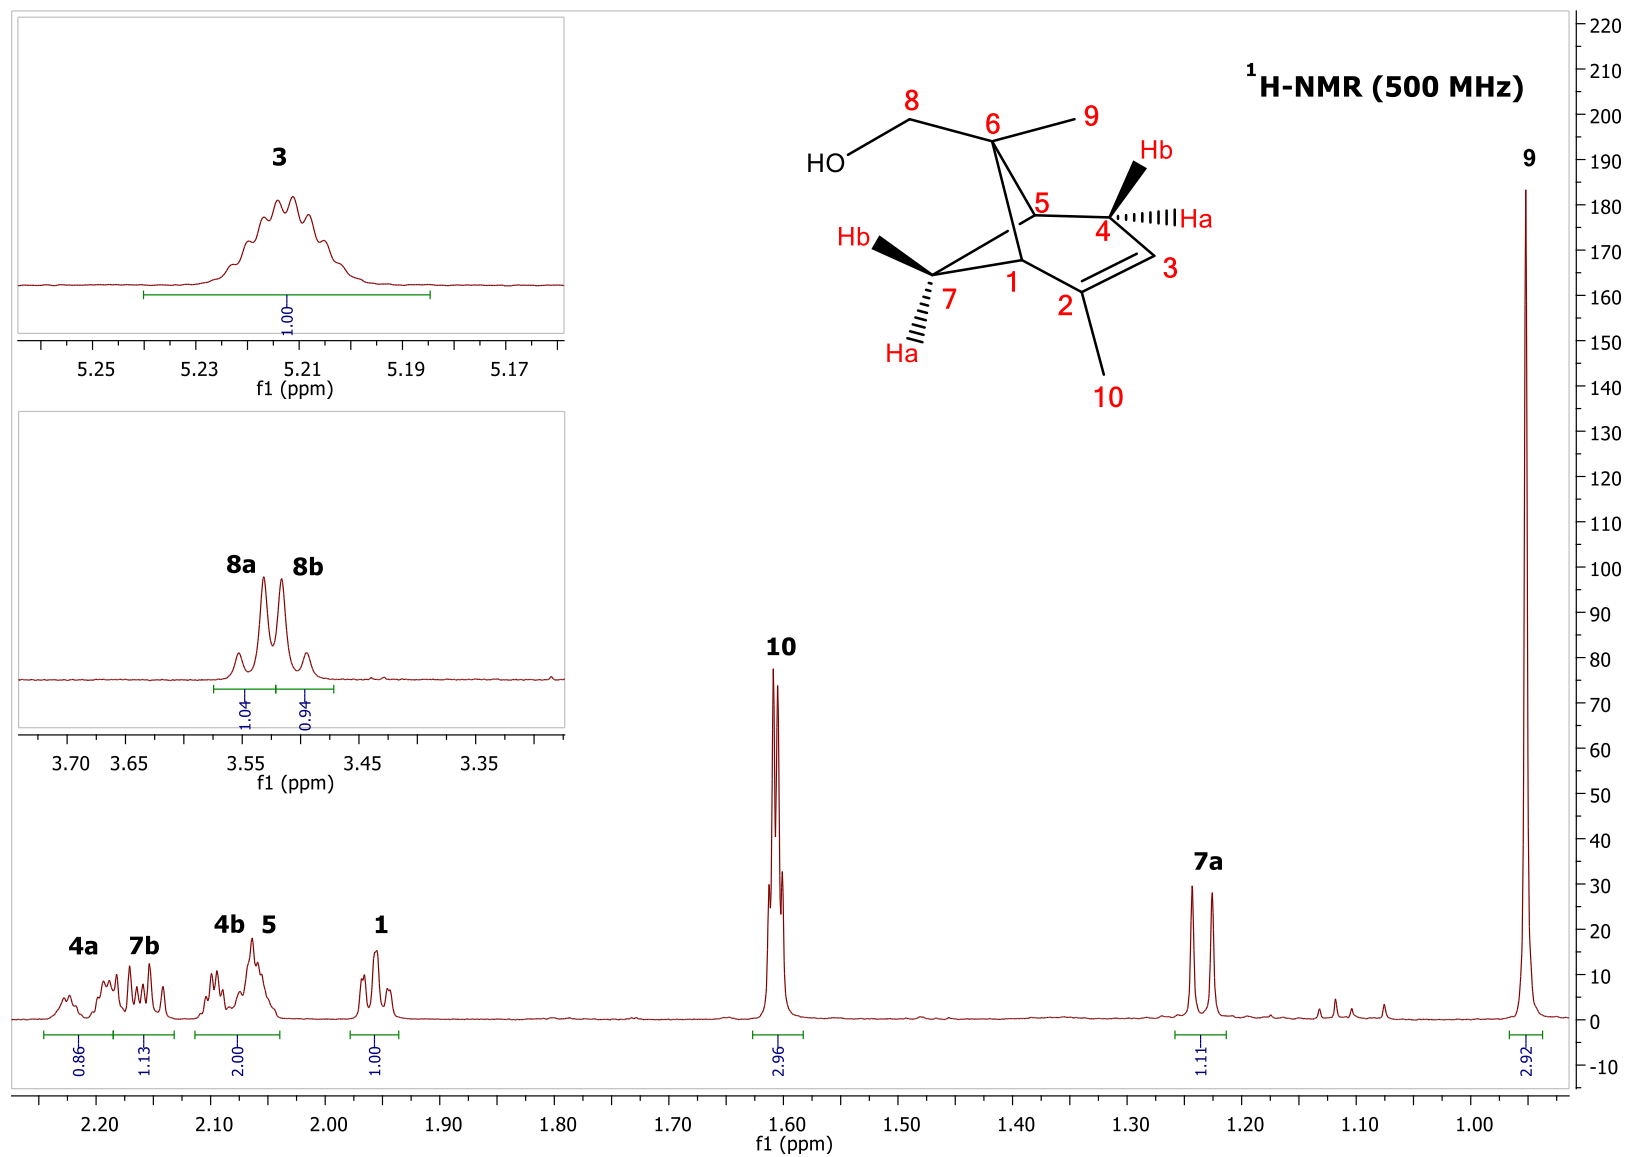 ¹H-NMR (500 MHz)
3
1.00
5.25 5.23 5.21 5.19 5.17
f1 (ppm)
8a 8b
1.04 0.94
3.70 3.65 3.55 3.45 3.35
f1 (ppm)
8
6
9
HO
Hb
5
Ha
4
Hb
3
1
7
2
Ha
10
9
10
7a
4a 7b 4b 5 1
0.86 1.13 2.00 1.00 2.96 1.11 2.92
2.20 2.10 2.00 1.90 1.80 1.70 1.60 1.50 1.40 1.30 1.20 1.10 1.00
f1 (ppm)
220
210
200
190
180
170
160
150
140
130
120
110
100
90
80
70
60
50
40
30
20
10
0
-10